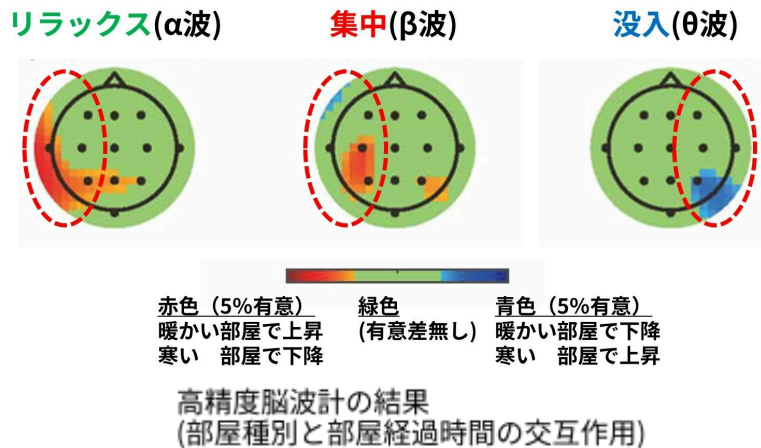 リラックス(α波)
集中(β波)
没入(θ波)
赤色（5%有意）
暖かい部屋で上昇
寒い　部屋で下降
緑色
(有意差無し)
青色（5%有意）
暖かい部屋で下降
寒い　部屋で上昇
高精度脳波計の結果
(部屋種別と部屋経過時間の交互作用)